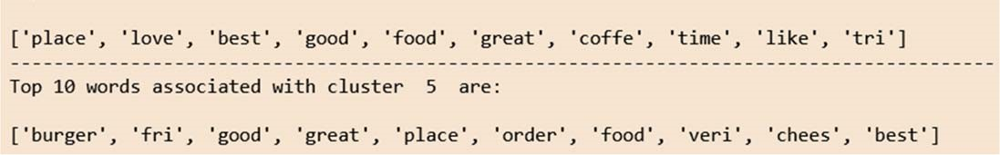 ['place', 'love', 'best', 'good', 'food', 'great', 'coffe', 'time', 'like', 'tri']
------------------------------------------------------------------------------------------
Top 10 words associated with cluster  5  are:
['burger', 'fri', 'good', 'great', 'place', 'order', 'food', 'veri', 'chees', 'best']